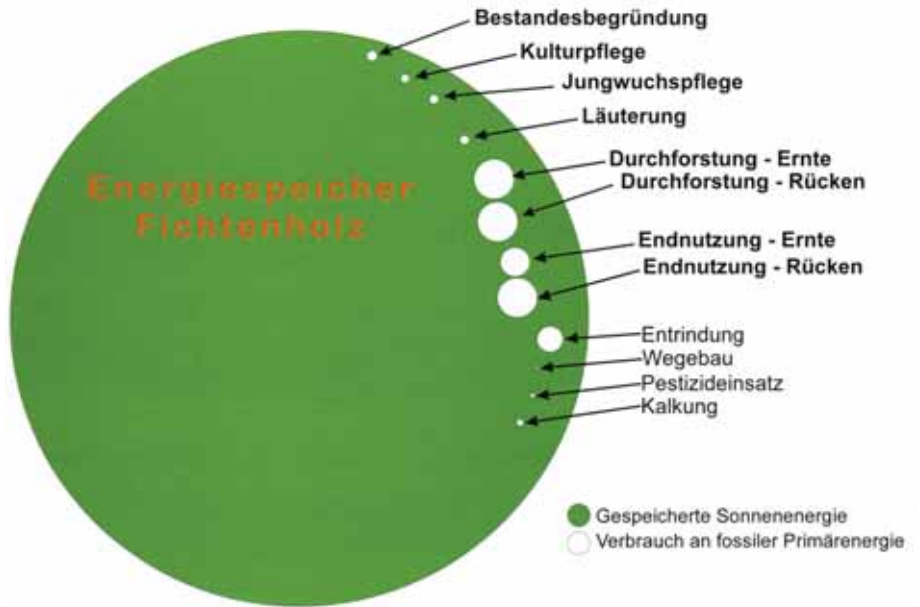 Bestandesbegründung
Kulturpflege
Jungwuchspflege
Läuterung
Energiespeicher
Fichtenholz
Durchforstung - Ernte
Durchforstung - Rücken
Endnutzung - Ernte
Endnutzung - Rücken
Entrindung
Wegebau
Pestizideinsatz
Kalkung
Gespeicherte Sonnenenergie
Verbrauch an fossiler Primärenergie